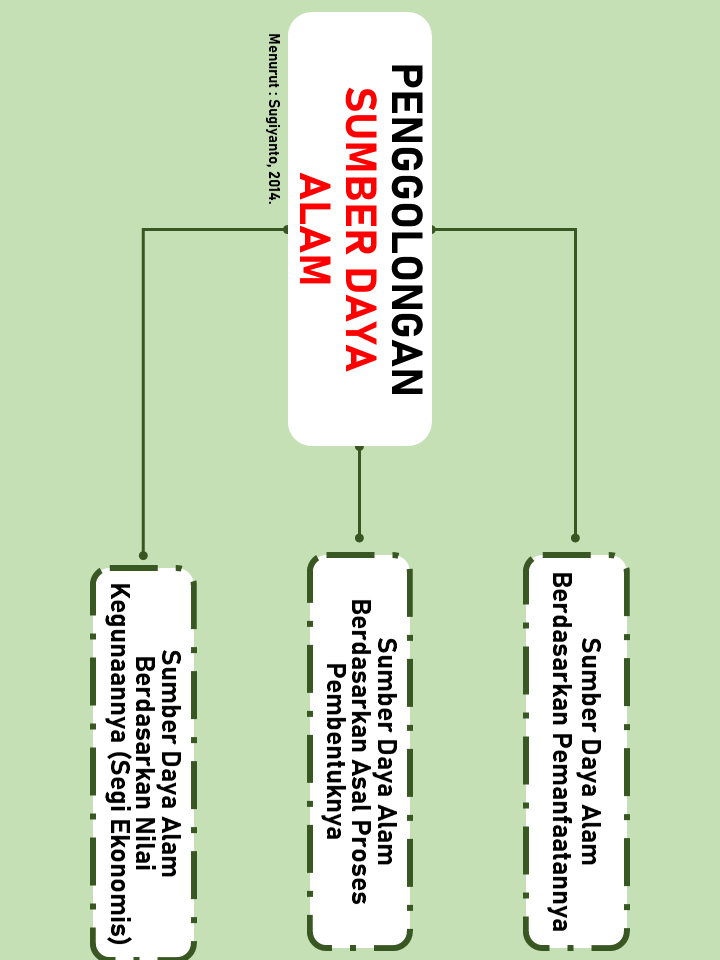 PENGGOLONGAN
SUMBER DAYA
ALAM
Menurut : Sugiyanto, 2014.
Sumber Daya Alam
Berdasarkan Pemanfaatannya
Sumber Daya Alam
Berdasarkan Asal Proses
Pembentuknya
Sumber Daya Alam
Berdasarkan Nilai
Kegunaannya (Segi Ekonomis)